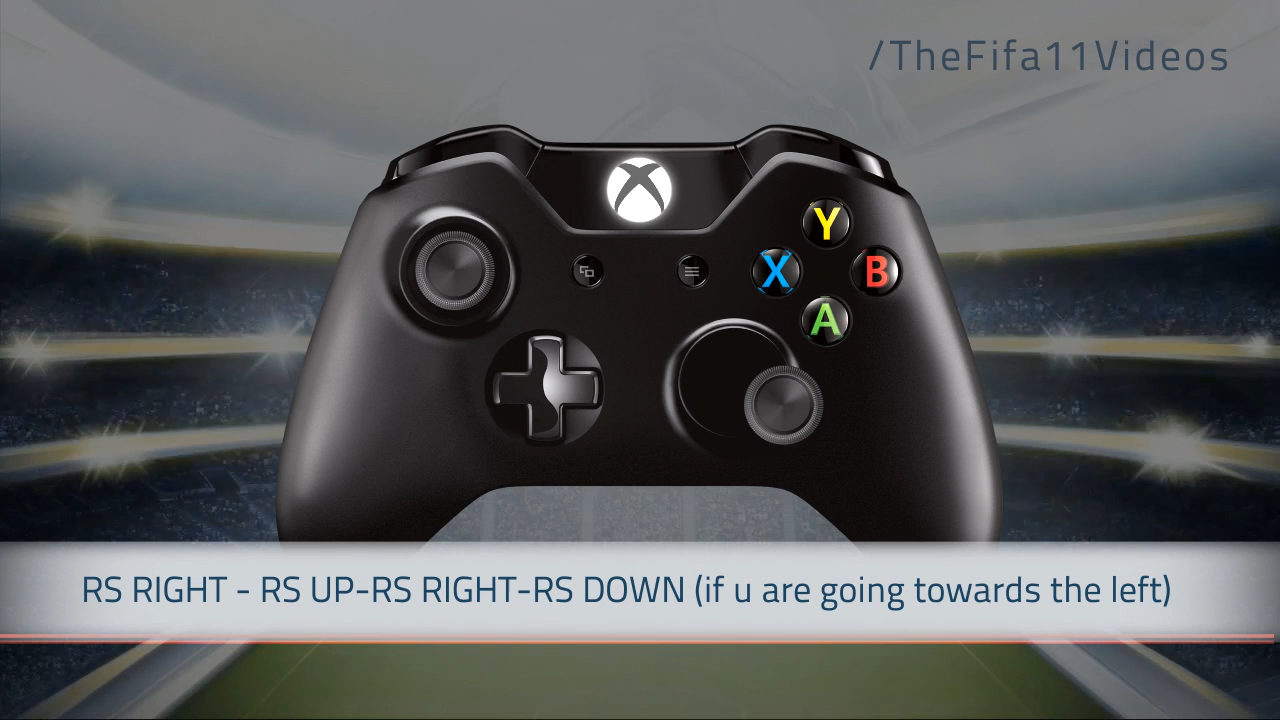 /TheFifa11Videos
Y
X B
A
RS RIGHT - RS UP-RS RIGHT-RS DOWN (if u are going towards the left)